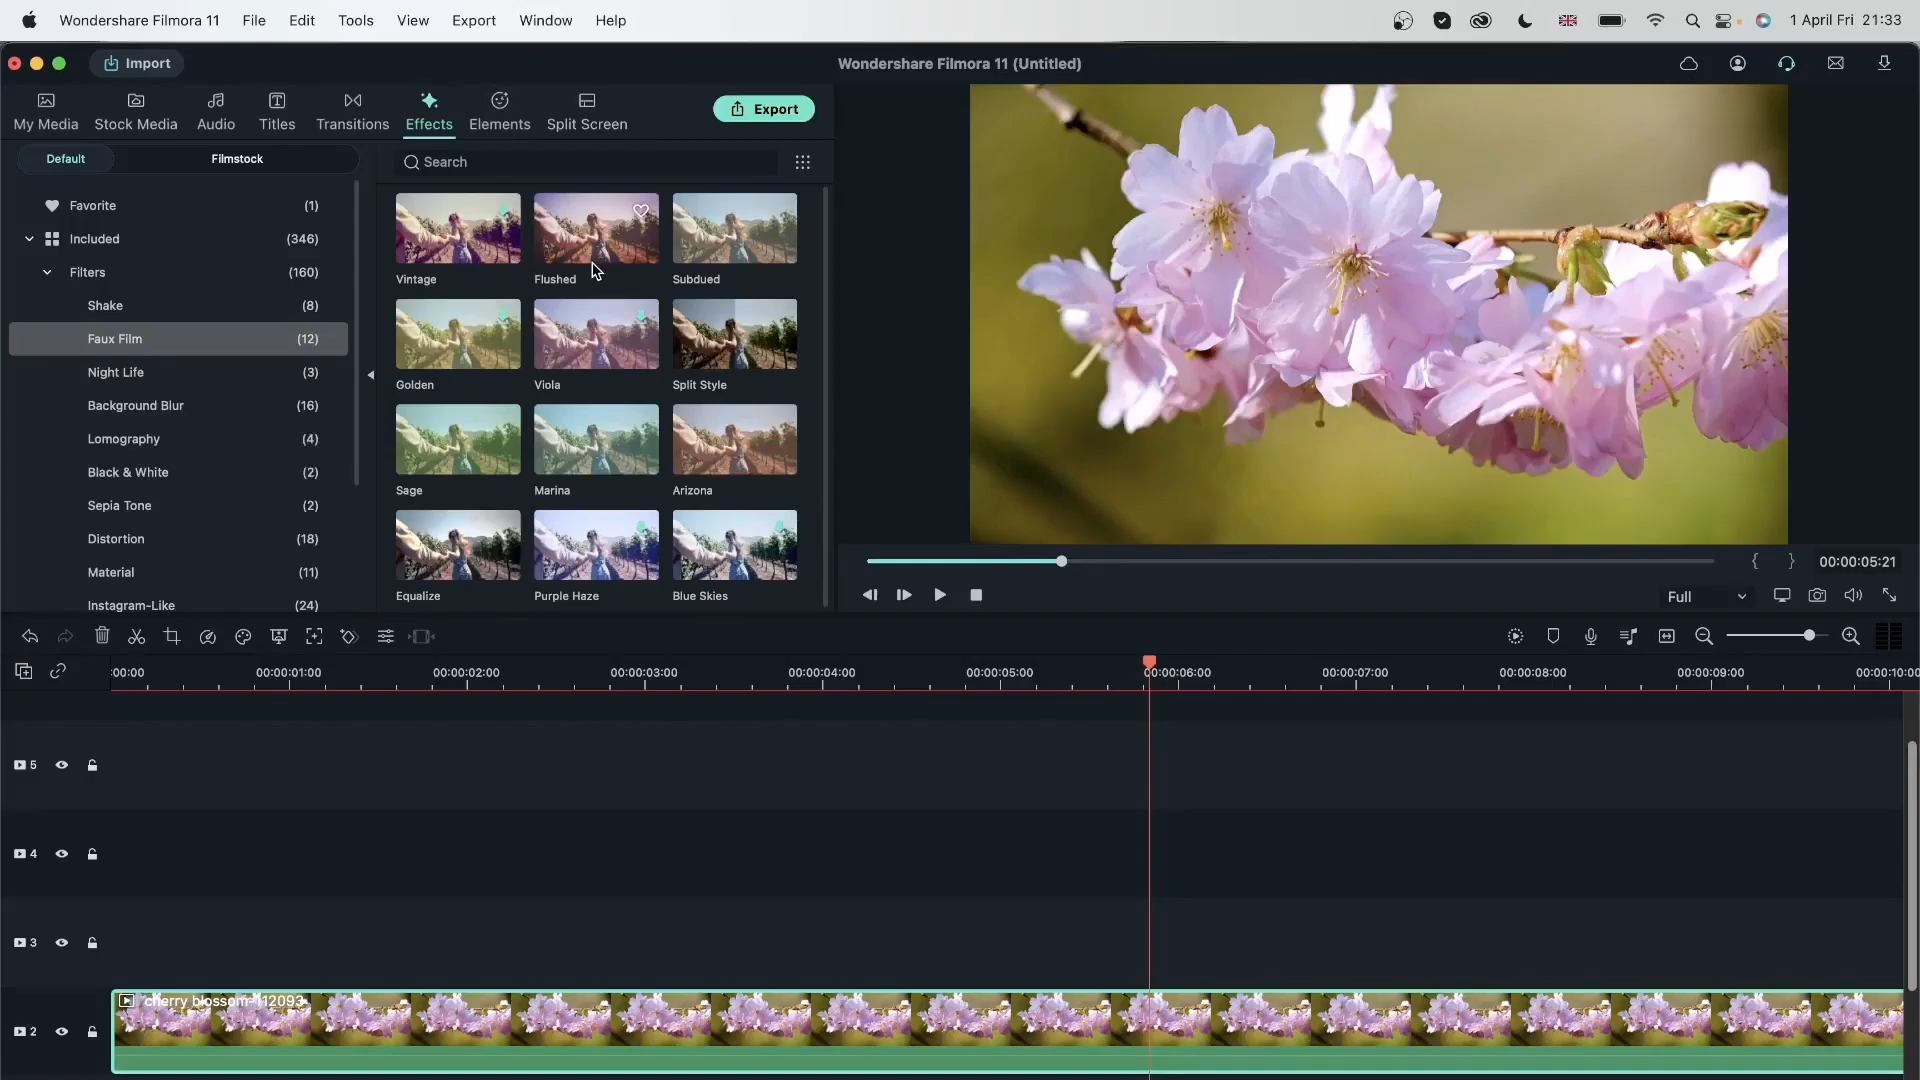 Wondershare Filmora 11 File Edit Tools View Export Window Help 1 April Fri 21:33
Import Wondershare Filmora 11 (Untitled)
My Media Stock Media Audio Titles Transitions Effects Elements Split Screen Export
Default Filmstock Search
Favorite (1)
Included (346)
Filters (160)
Shake (8)
Faux Film (12)
Night Life (3)
Background Blur (16)
Lomography (4)
Black & White (2)
Sepia Tone (2)
Distortion (18)
Material (11)
Instagram-Like (24)
Vintage Flushed Subdued
Golden Viola Split Style
Sage Marina Arizona
Equalize Purple Haze Blue Skies
{ } 00:00:05:21
Full
:00:00 00:00:01:00 00:00:02:00 00:00:03:00 00:00:04:00 00:00:05:00 00:00:06:00 00:00:07:00 00:00:08:00 00:00:09:00 00:00:10:00
5
4
3
cherry blossom-112093
2